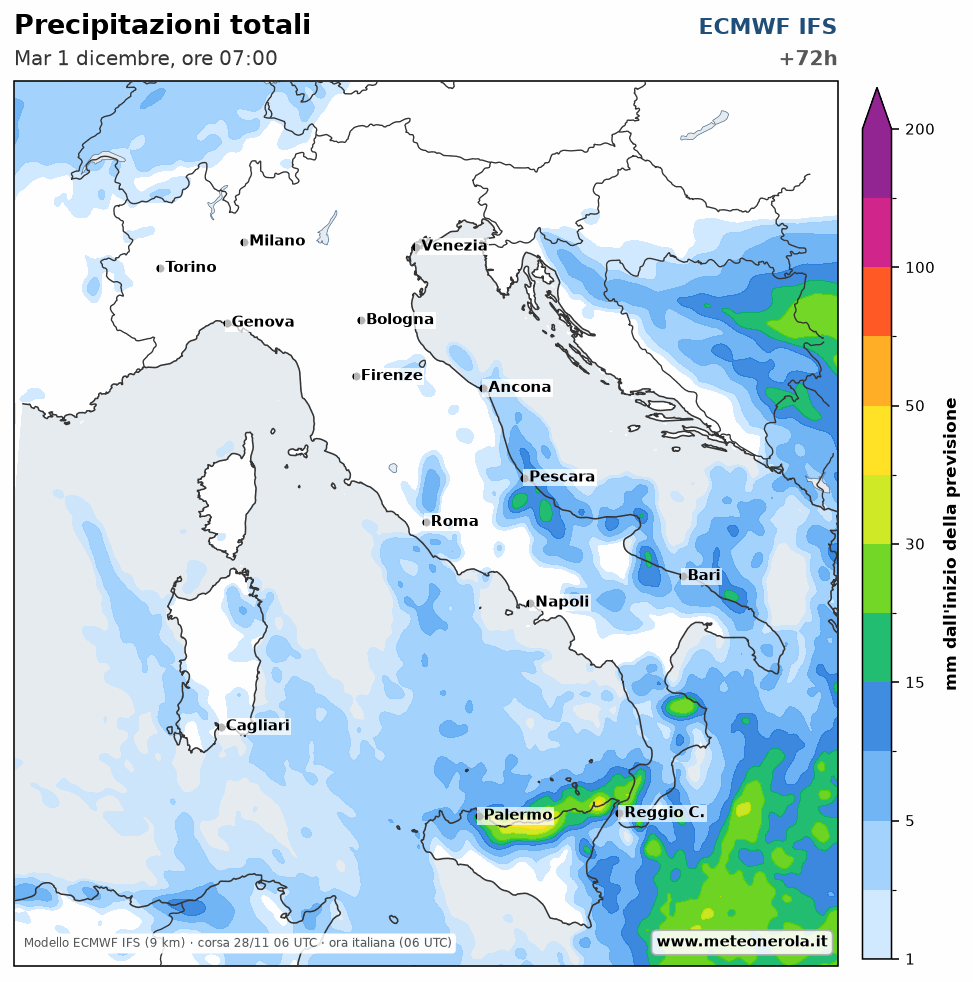 Precipitazioni totali
ECMWF IFS
Mar 1 dicembre, ore 07:00
+72h
Milano
Venezia
Torino
Genova
Bologna
Firenze
Ancona
Pescara
Roma
Bari
Napoli
Cagliari
Palermo
Reggio C.
200
100
50
30
15
5
1
mm dall'inizio della previsione
Modello ECMWF IFS (9 km) · corsa 28/11 06 UTC · ora italiana (06 UTC)
www.meteonerola.it